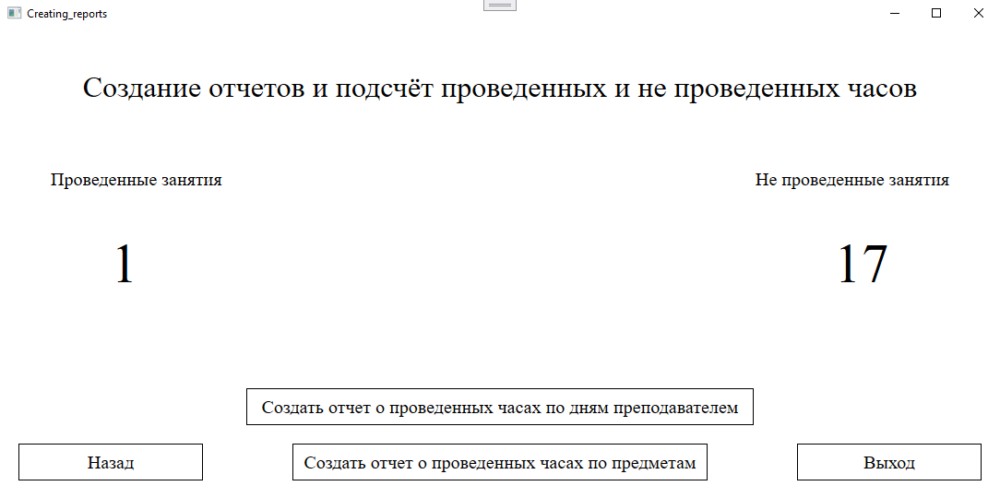 Creating_reports
Создание отчетов и подсчёт проведенных и не проведенных часов
Проведенные занятия
Не проведенные занятия
1
17
Создать отчет о проведенных часах по дням преподавателем
Назад
Создать отчет о проведенных часах по предметам
Выход